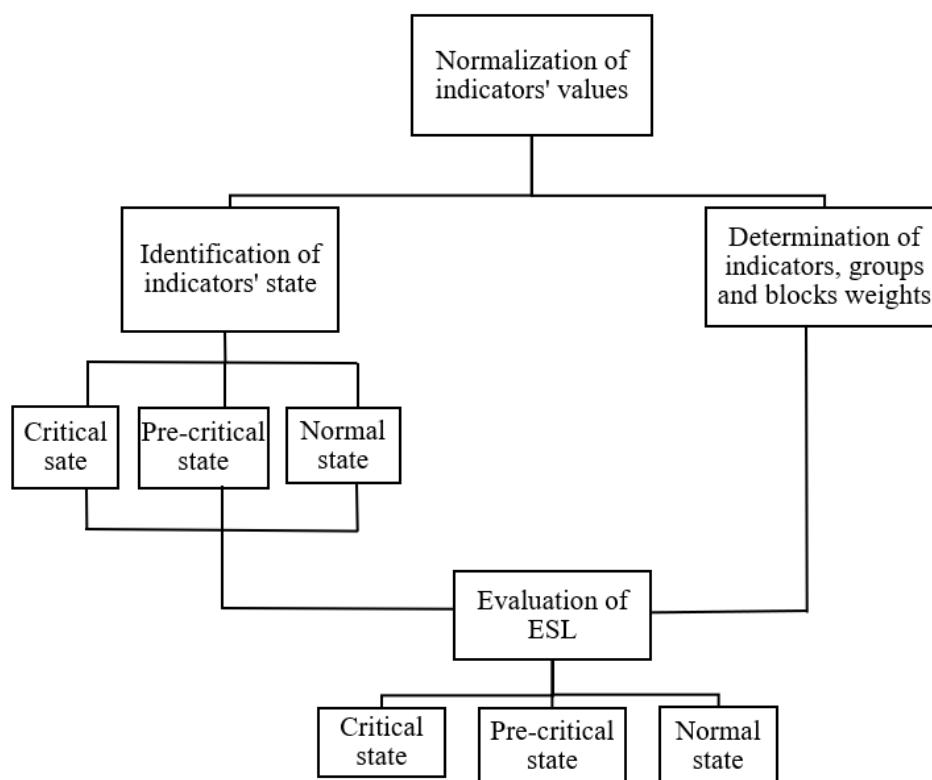 Normalization of
indicators' values
Identification of
indicators' state
Determination of
indicators, groups
and blocks weights
Critical
sate
Pre-critical
state
Normal
state
Evaluation of
ESL
Critical
state
Pre-critical
state
Normal
state